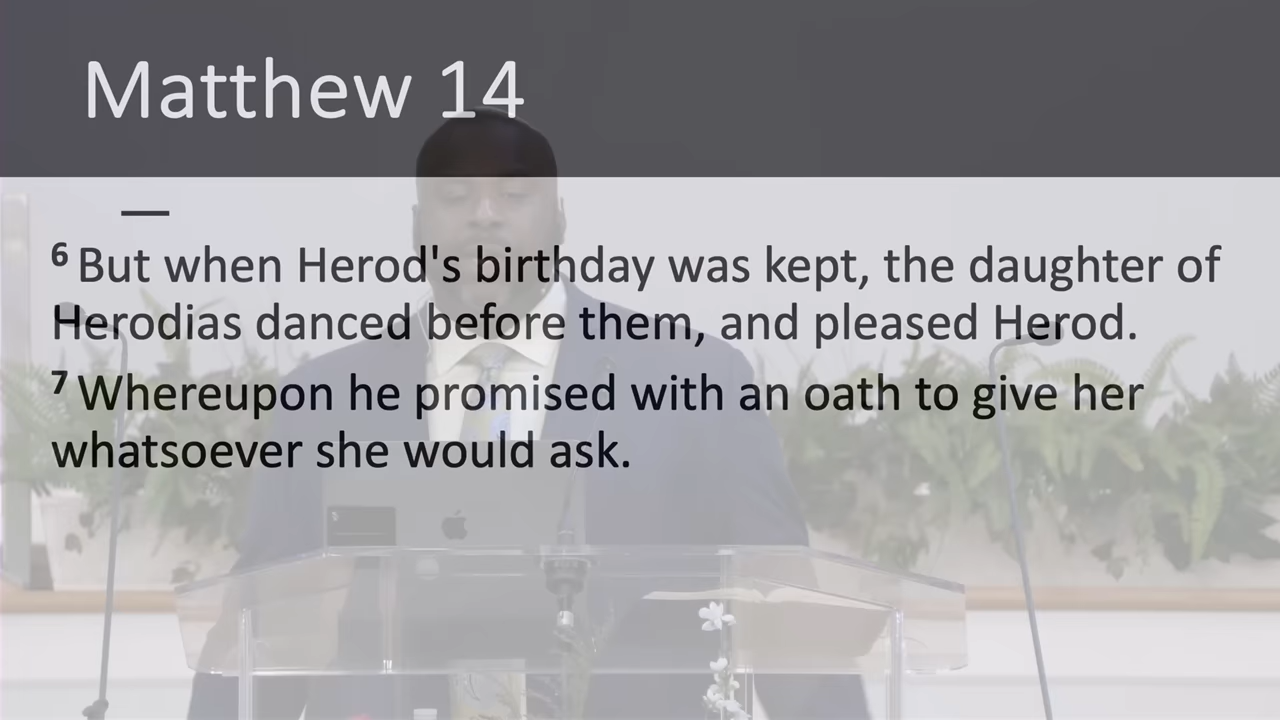 Matthew 14
6 But when Herod's birthday was kept, the daughter of
Herodias danced before them, and pleased Herod.
7 Whereupon he promised with an oath to give her
whatsoever she would ask.